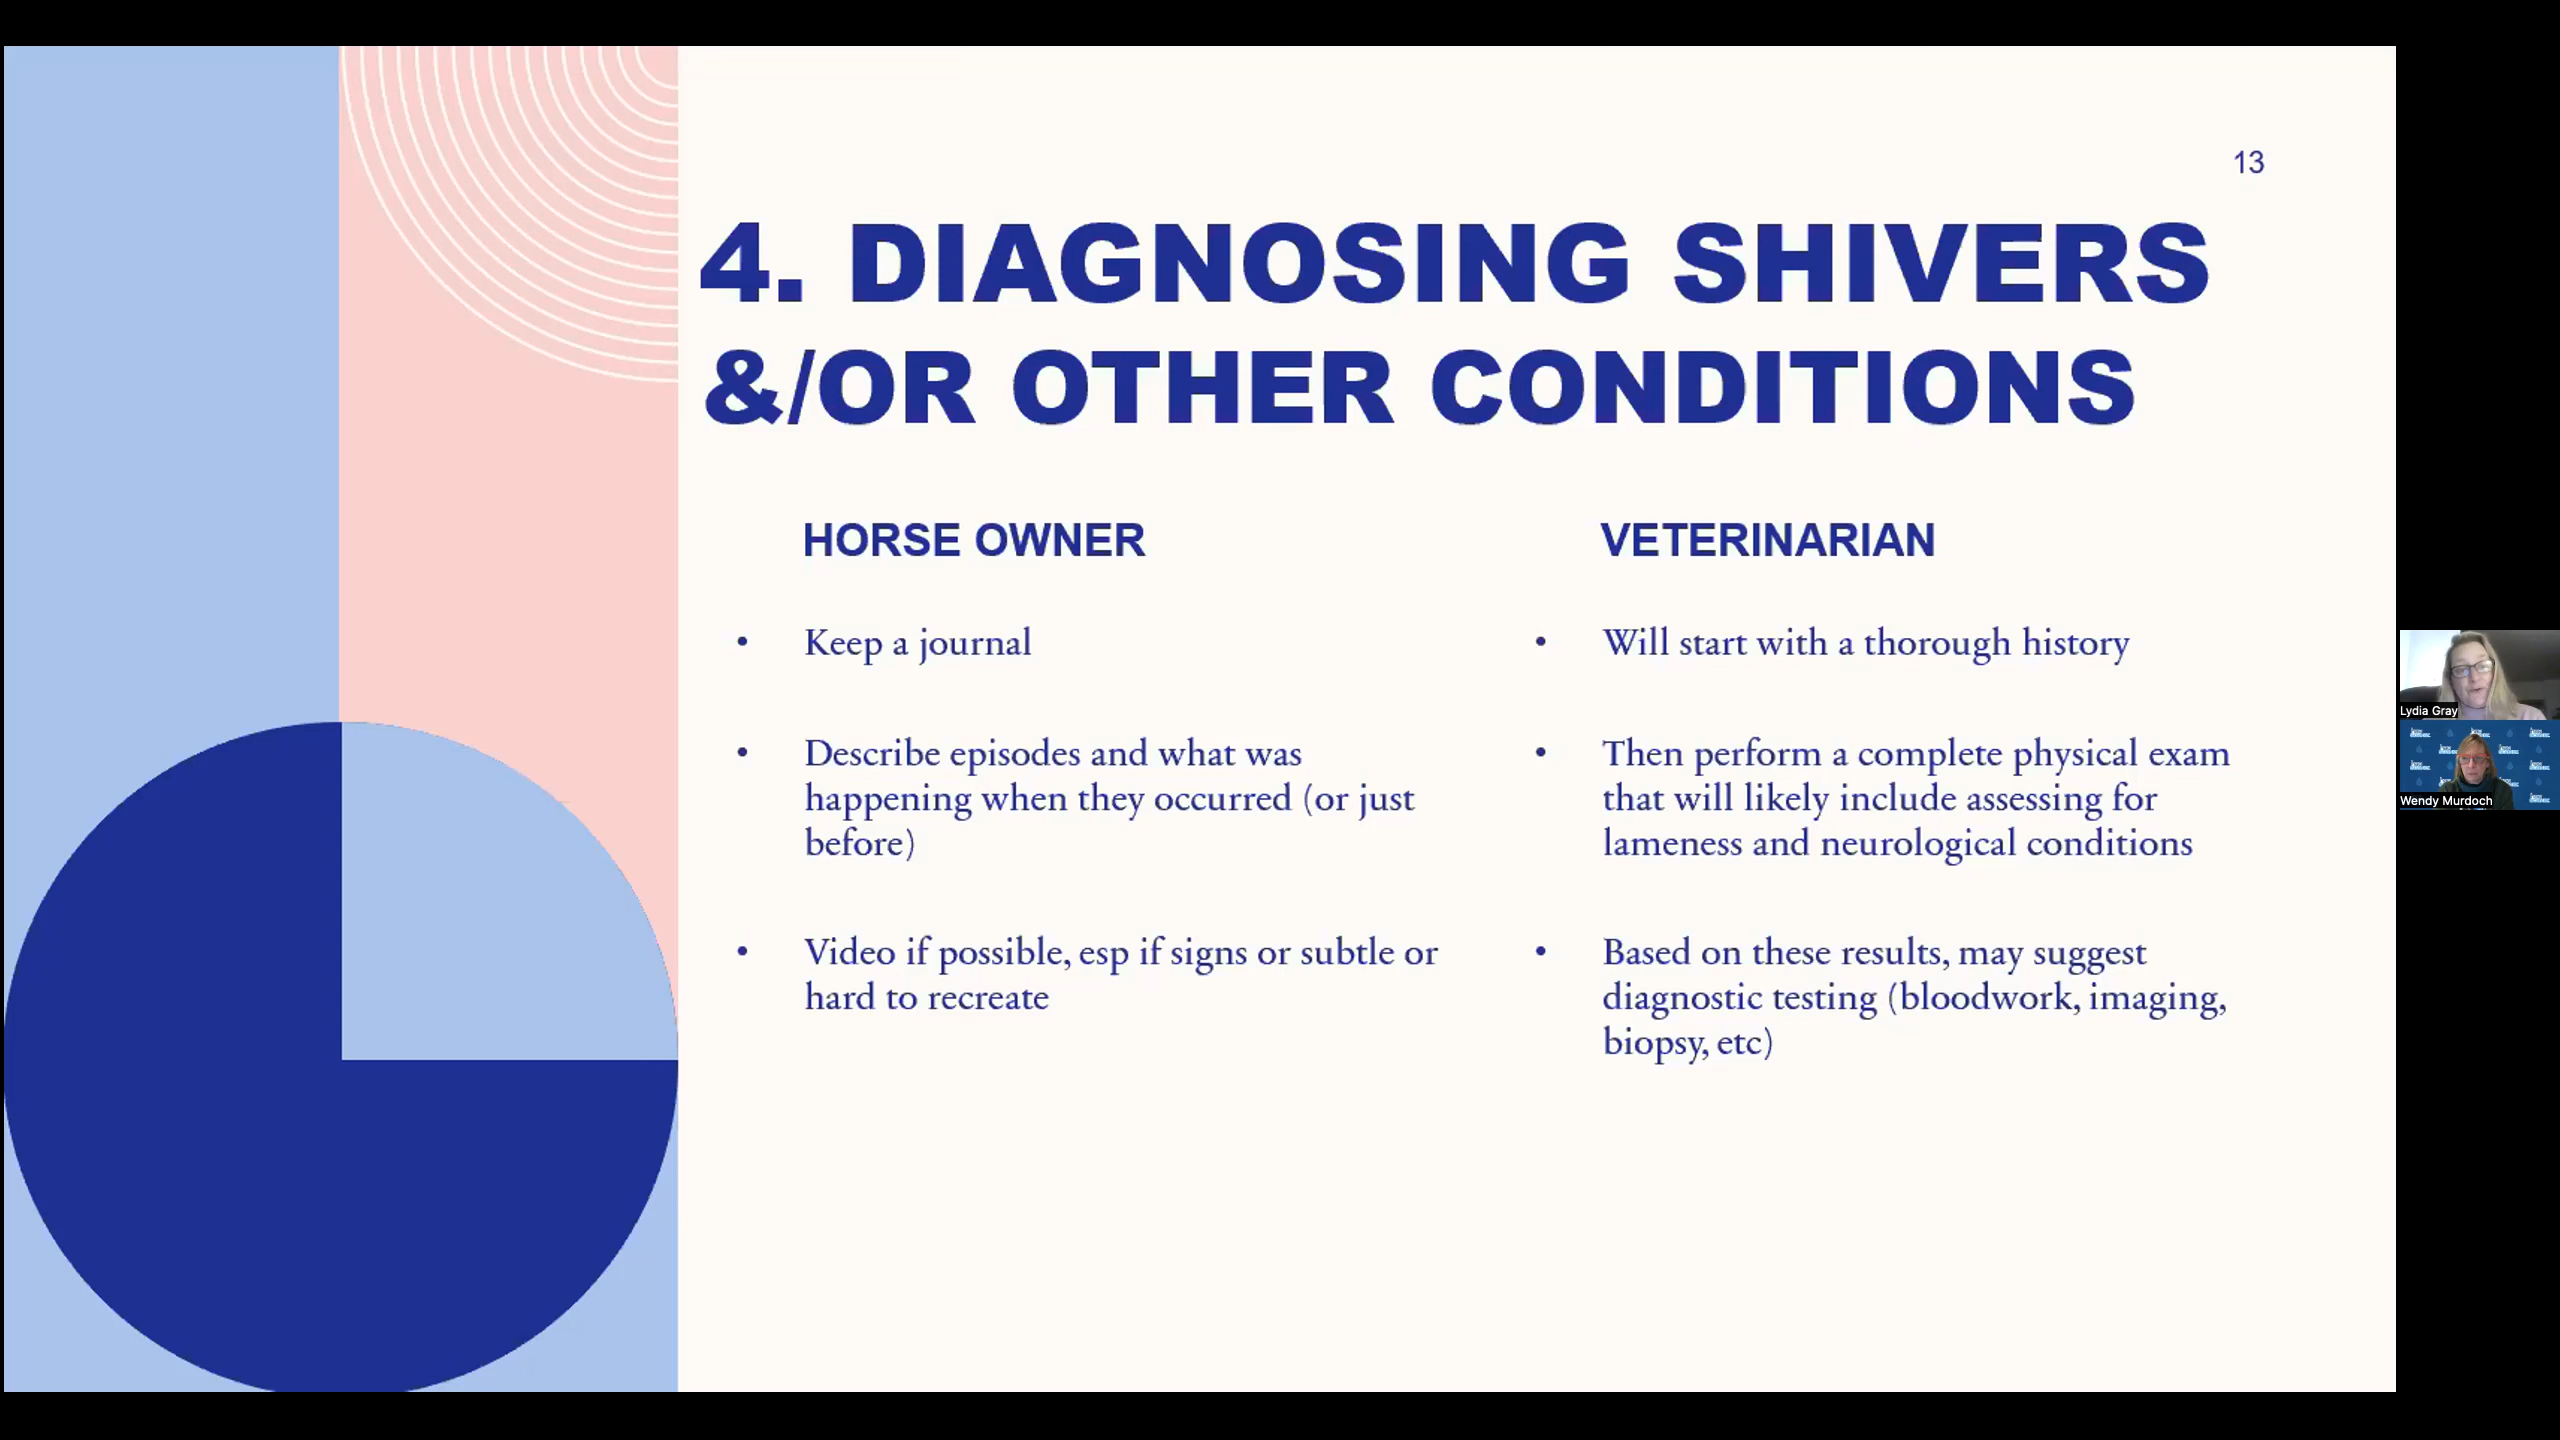 13
4. DIAGNOSING SHIVERS
&/OR OTHER CONDITIONS
HORSE OWNER
• Keep a journal
• Describe episodes and what was
happening when they occurred (or just
before)
• Video if possible, esp if signs or subtle or
hard to recreate
VETERINARIAN
• Will start with a thorough history
• Then perform a complete physical exam
that will likely include assessing for
lameness and neurological conditions
• Based on these results, may suggest
diagnostic testing (bloodwork, imaging,
biopsy, etc)
Lydia Gray
Wendy Murdoch